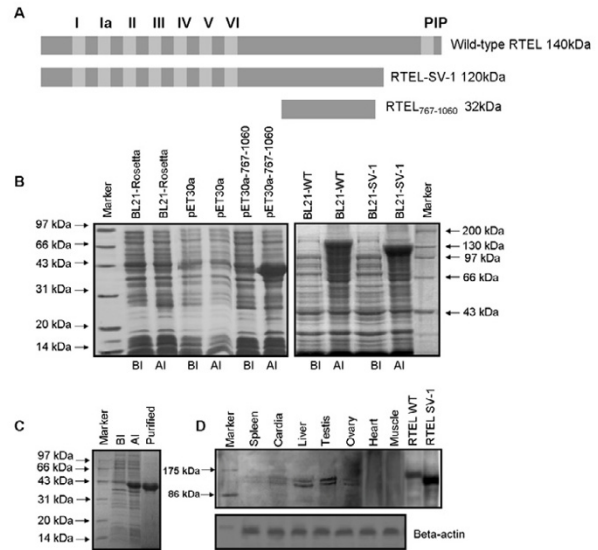 A
I Ia II III IV V VI PIP
Wild-type RTEL 140kDa
RTEL-SV-1 120kDa
RTEL767-1060 32kDa
B
Marker
BL21-Rosetta
BL21-Rosetta
pET30a
pET30a
pET30a-767-1060
pET30a-767-1060
BL21-WT
BL21-WT
BL21-SV-1
BL21-SV-1
Marker
97 kDa
66 kDa
43 kDa
31 kDa
20 kDa
14 kDa
200 kDa
130 kDa
97 kDa
66 kDa
43 kDa
BI AI BI AI BI AI BI AI BI AI
C
Marker
BI
AI
Purified
97 kDa
66 kDa
43 kDa
31 kDa
20 kDa
14 kDa
D
Marker
Spleen
Cardia
Liver
Testis
Ovary
Heart
Muscle
RTEL WT
RTEL SV-1
175 kDa
86 kDa
Beta-actin